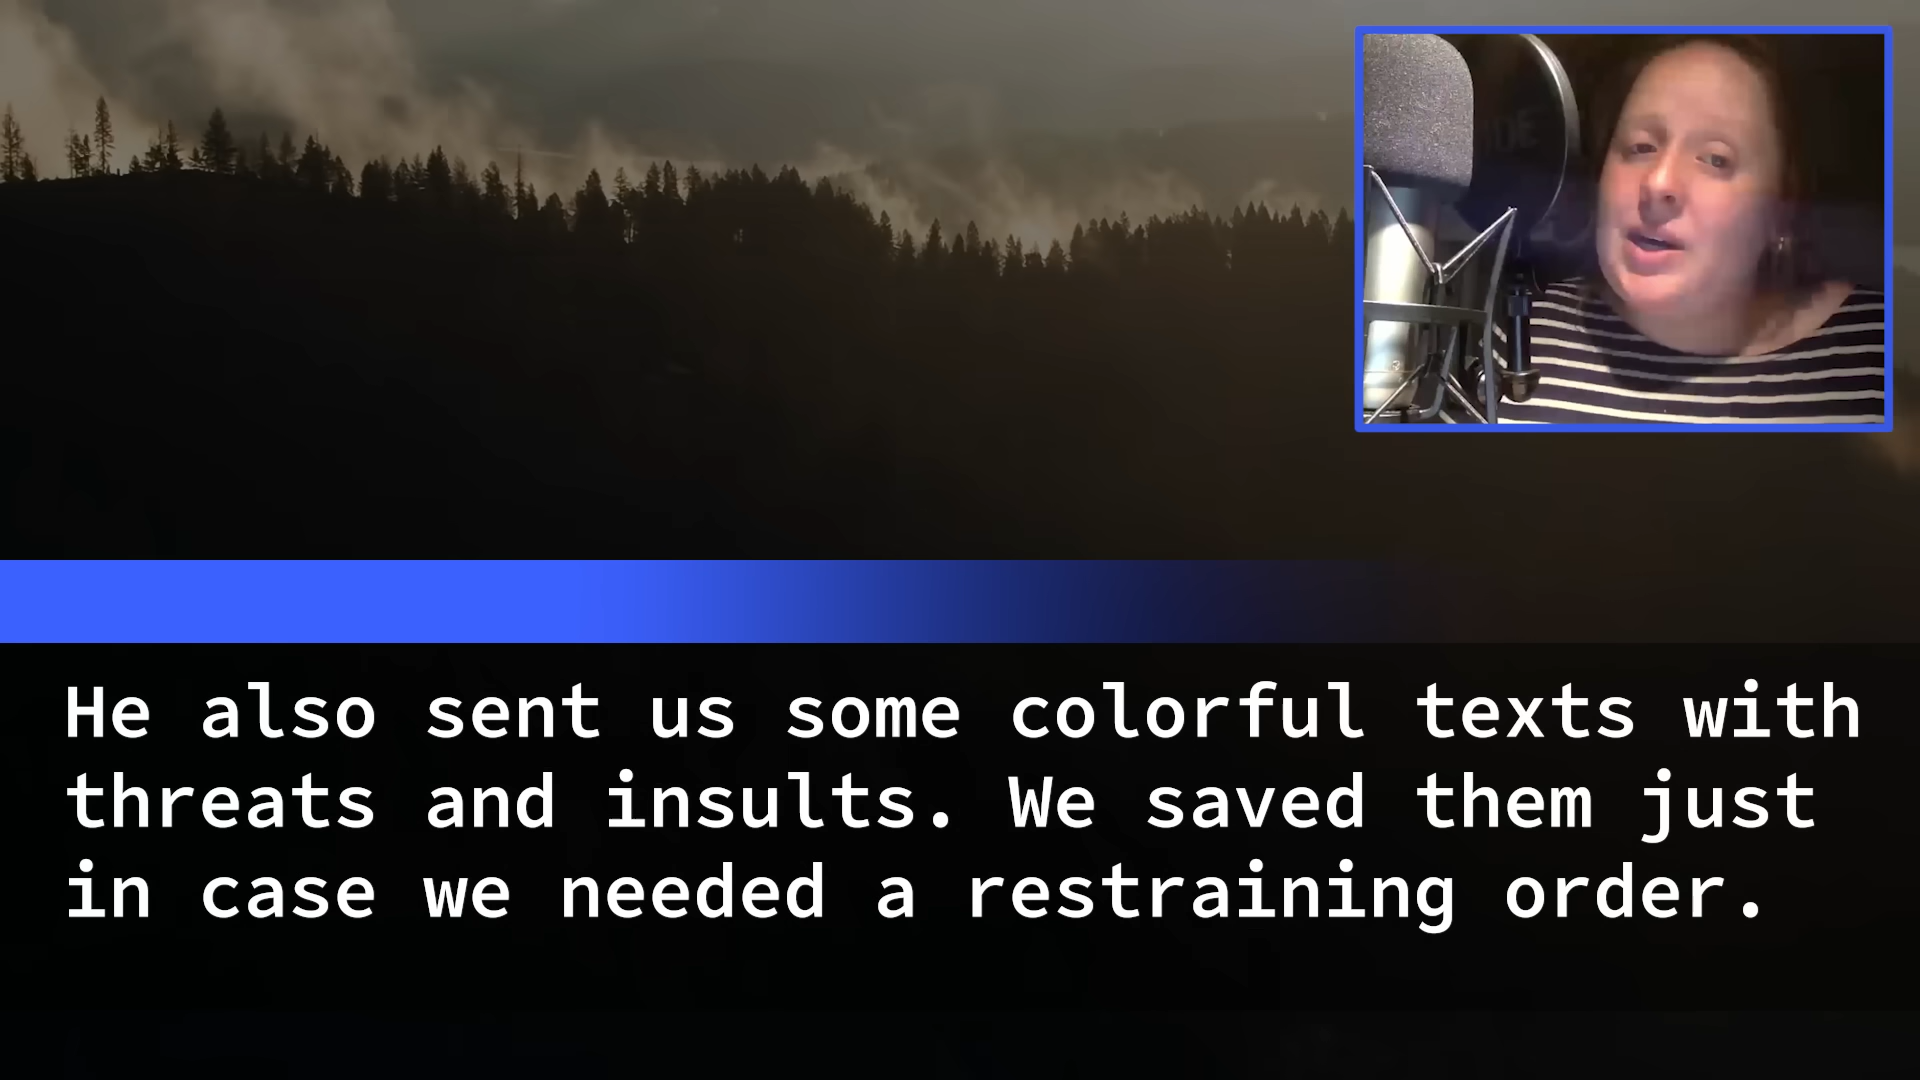 He also sent us some colorful texts with
threats and insults. We saved them just
in case we needed a restraining order.